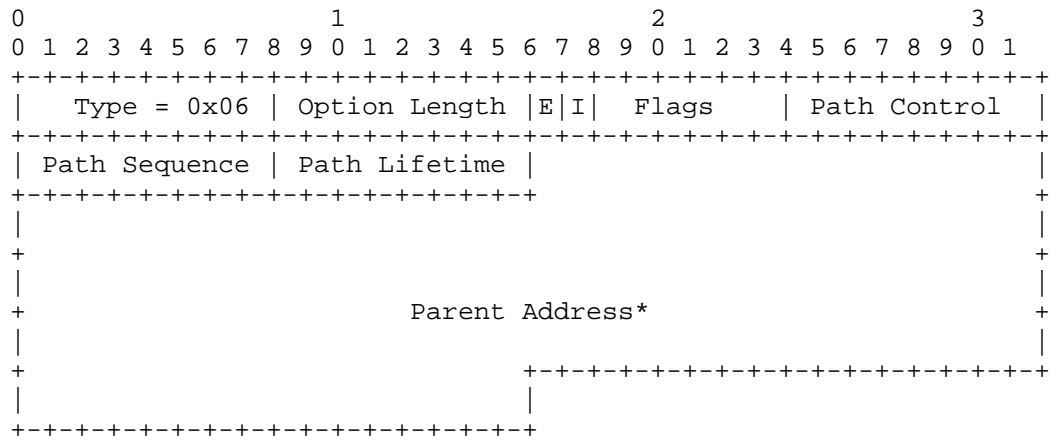 0                   1                   2                   3
0 1 2 3 4 5 6 7 8 9 0 1 2 3 4 5 6 7 8 9 0 1 2 3 4 5 6 7 8 9 0 1
+-+-+-+-+-+-+-+-+-+-+-+-+-+-+-+-+-+-+-+-+-+-+-+-+-+-+-+-+-+-+-+-+
|   Type = 0x06 | Option Length |E|I|  Flags    | Path Control  |
+-+-+-+-+-+-+-+-+-+-+-+-+-+-+-+-+-+-+-+-+-+-+-+-+-+-+-+-+-+-+-+-+
| Path Sequence | Path Lifetime |                               |
+-+-+-+-+-+-+-+-+-+-+-+-+-+-+-+-+                               +
|                                                               |
+                                                               +
|                                                               |
+                        Parent Address*                        +
|                                                               |
+                               +-+-+-+-+-+-+-+-+-+-+-+-+-+-+-+-+
|                               |
+-+-+-+-+-+-+-+-+-+-+-+-+-+-+-+-+